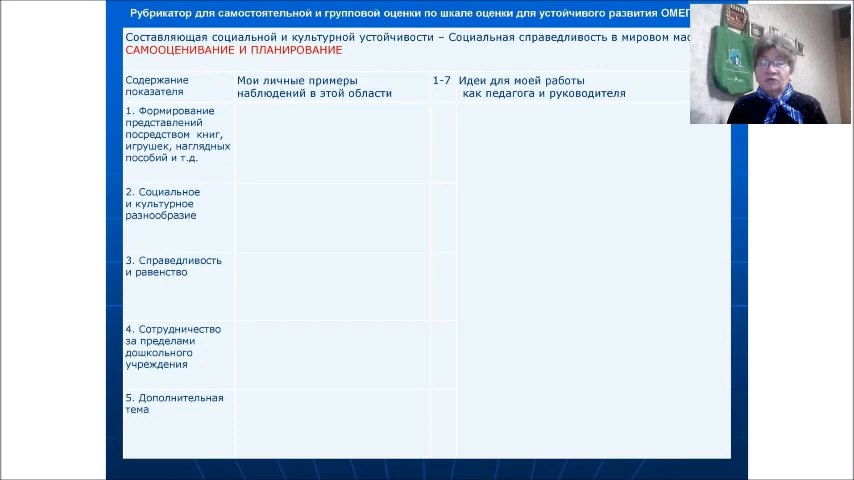 Рубрикатор для самостоятельной и групповой оценки по шкале оценки для устойчивого развития
Составляющая социальной и культурной устойчивости – Социальная справедливость в мировом
САМООЦЕНИВАНИЕ И ПЛАНИРОВАНИЕ
Содержание
показателя
Мои личные примеры
наблюдений в этой области
1-7
Идеи для моей работы
как педагога и руководителя
1. Формирование
представлений
посредством книг,
игрушек, наглядных
пособий и т.д.
2. Социальное
и культурное
разнообразие
3. Справедливость
и равенство
4. Сотрудничество
за пределами
дошкольного
учреждения
5. Дополнительная
тема